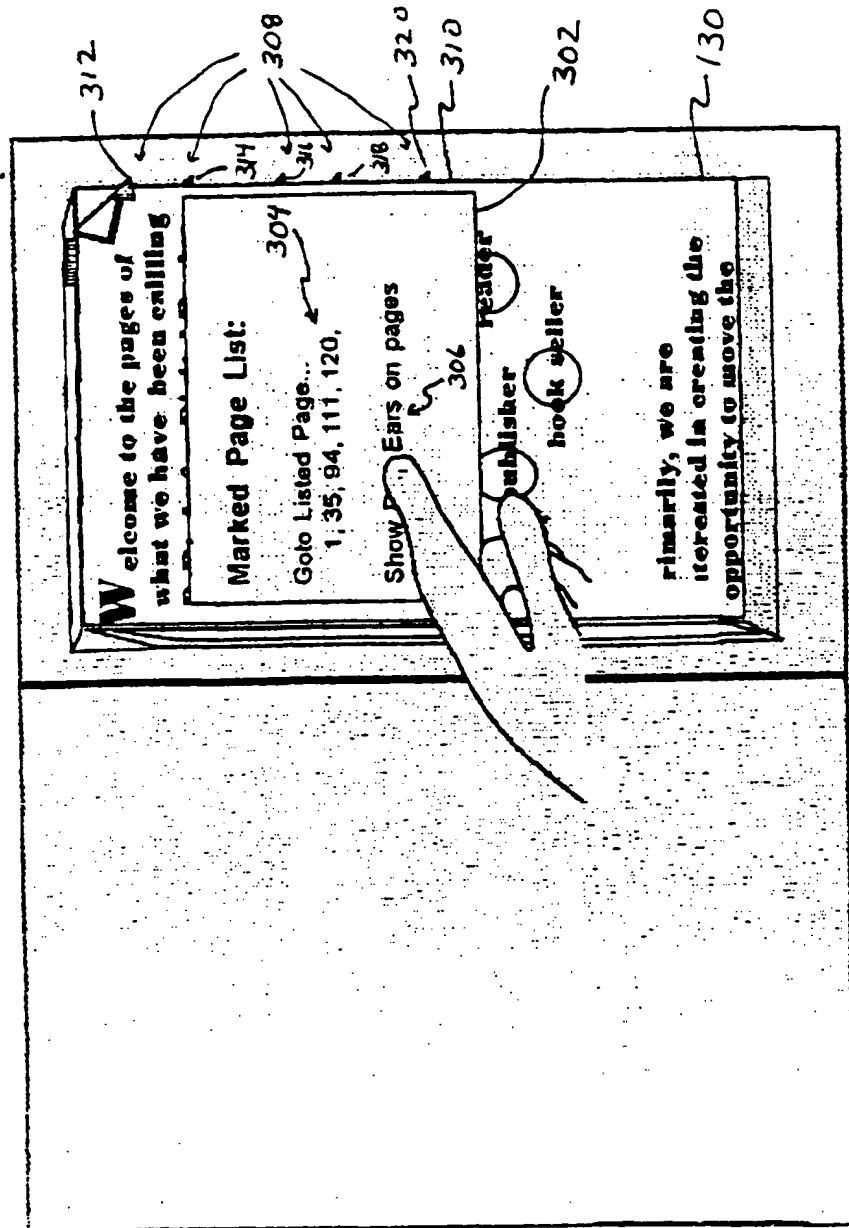 Welcome to the pages of
what we have been callling
Marked Page List:
Goto Listed Page...
1, 35, 94, 111, 120,
Show Ears on pages
ublisher
reader
book seller
rimarily, we are
iterested in creating the
opportunity to move the
304
306
312
308
314
316
318
320
310
302
130